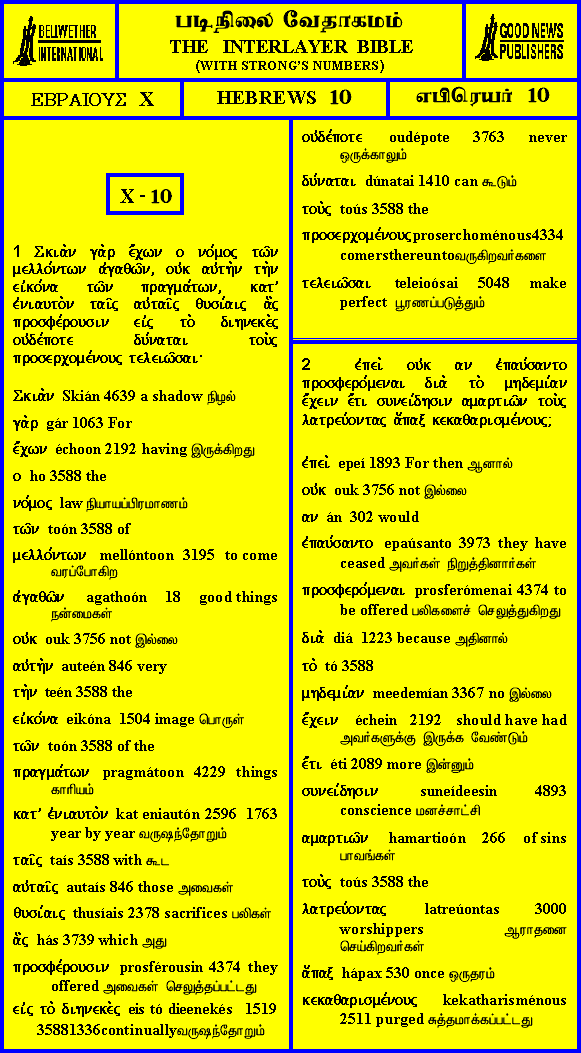 BELLWETHER
INTERNATIONAL
படிநிலை வேதாகமம்
THE INTERLAYER BIBLE
(WITH STRONG'S NUMBERS)
GOOD NEWS
PUBLISHERS
ΕΒΡΑΙΟΥΣ X
HEBREWS 10
எபிரெயர் 10
X - 10
1 Σκιὰν γὰρ ἔχων ο νόμος τῶν
μελλόντων ἀγαθῶν, οὐκ αὐτὴν τὴν
εἰκόνα τῶν πραγμάτων, κατ’
ἐνιαυτὸν ταῖς αὐταῖς θυσίαις ἃς
προσφέρουσιν εἰς τὸ διηνεκὲς
οὐδέποτε δύναται τοὺς
προσερχομένους τελειῶσαι·
Σκιὰν Skián 4639 a shadow நிழல்
γὰρ gár 1063 For
ἔχων échoon 2192 having இருக்கிறது
ο ho 3588 the
νόμος law நியாயப்பிரமாணம்
τῶν toón 3588 of
μελλόντων mellóntoon 3195 to come
வரப்போகிற
ἀγαθῶν agathoón 18 good things
நன்மைகள்
οὐκ ouk 3756 not இல்லை
αὐτὴν auteén 846 very
τὴν teén 3588 the
εἰκόνα eikóna 1504 image பொருள்
τῶν toón 3588 of the
πραγμάτων pragmátoon 4229 things
காரியம்
κατ’ ἐνιαυτὸν kat eniautón 2596 1763
year by year வருஷந்தோறும்
ταῖς taís 3588 with கூட
αὐταῖς autaís 846 those அவைகள்
θυσίαις thusíais 2378 sacrifices பலிகள்
ἃς hás 3739 which அது
προσφέρουσιν prosférousin 4374 they
offered அவைகள் செலுத்தப்பட்டது
εἰς τὸ διηνεκὲς eis tó dieenekés 1519
35881336continuallyவருஷந்தோறும்
οὐδέποτε oudépote 3763 never
ஒருக்காலும்
δύναται dúnatai 1410 can கூடும்
τοὺς toús 3588 the
προσερχομένους proserchoménous4334
comersthereuntoவருகிறவர்களை
τελειῶσαι teleioósai 5048 make
perfect பூரணப்படுத்தும்
2 ἐπεὶ οὐκ αν ἐπαύσαντο
προσφερόμεναι διὰ τὸ μηδεμίαν
ἔχειν ἔτι συνείδησιν αμαρτιῶν τοὺς
λατρεύοντας ἅπαξ κεκαθαρισμένους;
ἐπεὶ epeí 1893 For then ஆனால்
οὐκ ouk 3756 not இல்லை
αν án 302 would
ἐπαύσαντο epaúsanto 3973 they have
ceased அவர்கள் நிறுத்தினார்கள்
προσφερόμεναι prosferómenai 4374 to
be offered பலிகளைச் செலுத்துகிறது
διὰ diá 1223 because அதினால்
τὸ tó 3588
μηδεμίαν meedemían 3367 no இல்லை
ἔχειν échein 2192 should have had
அவர்களுக்கு இருக்க வேண்டும்
ἔτι éti 2089 more இன்னும்
συνείδησιν suneídeesin 4893
conscience மனச்சாட்சி
αμαρτιῶν hamartioón 266 of sins
பாவங்கள்
τοὺς toús 3588 the
λατρεύοντας latreúontas 3000
worshippers ஆராதனை
செய்கிறவர்கள்
ἅπαξ hápax 530 once ஒருதரம்
κεκαθαρισμένους kekatharisménous
2511 purged சுத்தமாக்கப்பட்டது